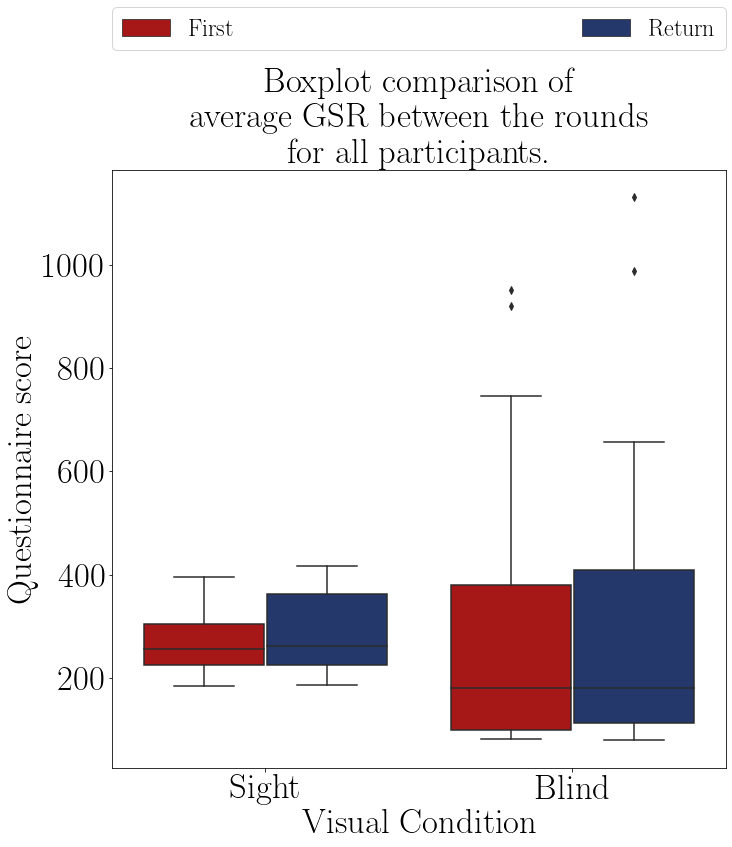 First Return
Boxplot comparison of
average GSR between the rounds
for all participants.
1000
800
600
400
200
Questionnaire score
Sight Blind
Visual Condition